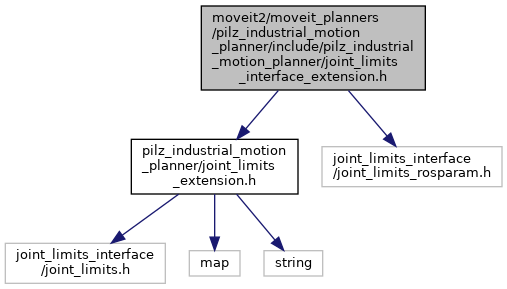 moveit2/moveit_planners
/pilz_industrial_motion
_planner/include/pilz_industrial
_motion_planner/joint_limits
_interface_extension.h
pilz_industrial_motion
_planner/joint_limits
_extension.h
joint_limits_interface
/joint_limits_rosparam.h
joint_limits_interface
/joint_limits.h
map
string